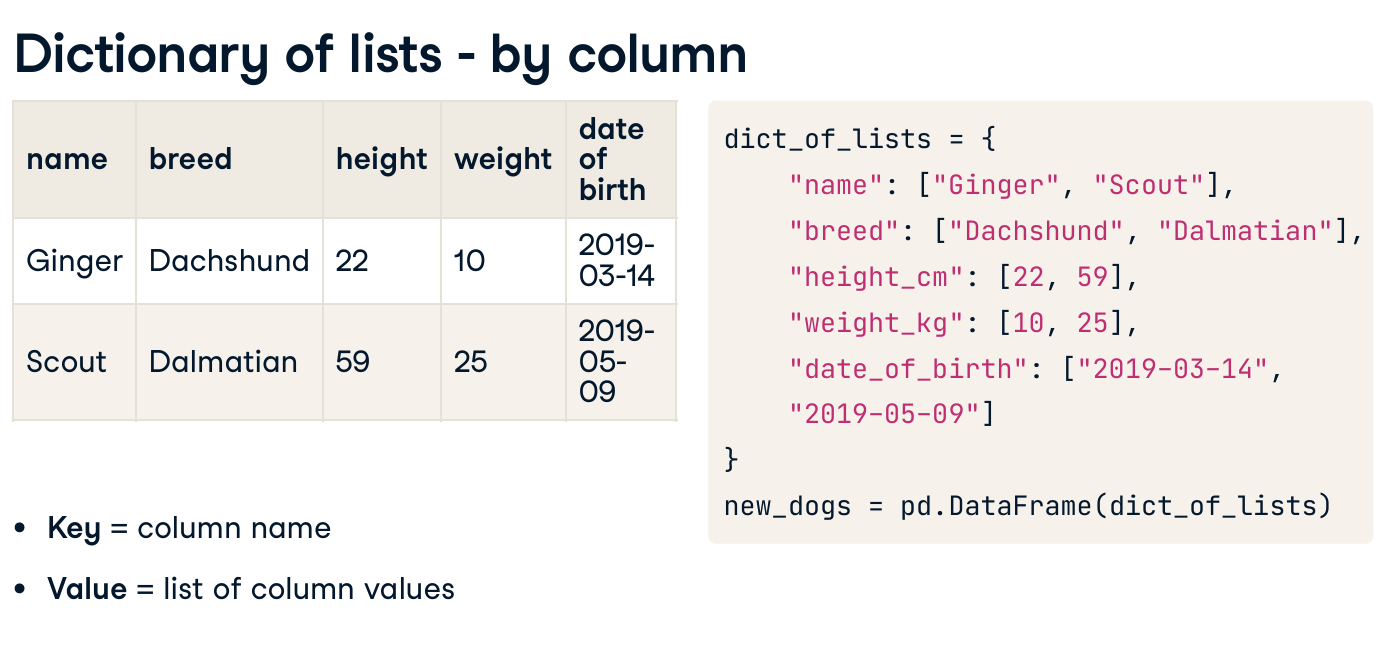 Dictionary of lists - by column
name breed height weight date of birth
Ginger Dachshund 22 10 2019-03-14
Scout Dalmatian 59 25 2019-05-09
• Key = column name
• Value = list of column values
dict_of_lists = {
    "name": ["Ginger", "Scout"],
    "breed": ["Dachshund", "Dalmatian"],
    "height_cm": [22, 59],
    "weight_kg": [10, 25],
    "date_of_birth": ["2019-03-14",
    "2019-05-09"]
}
new_dogs = pd.DataFrame(dict_of_lists)